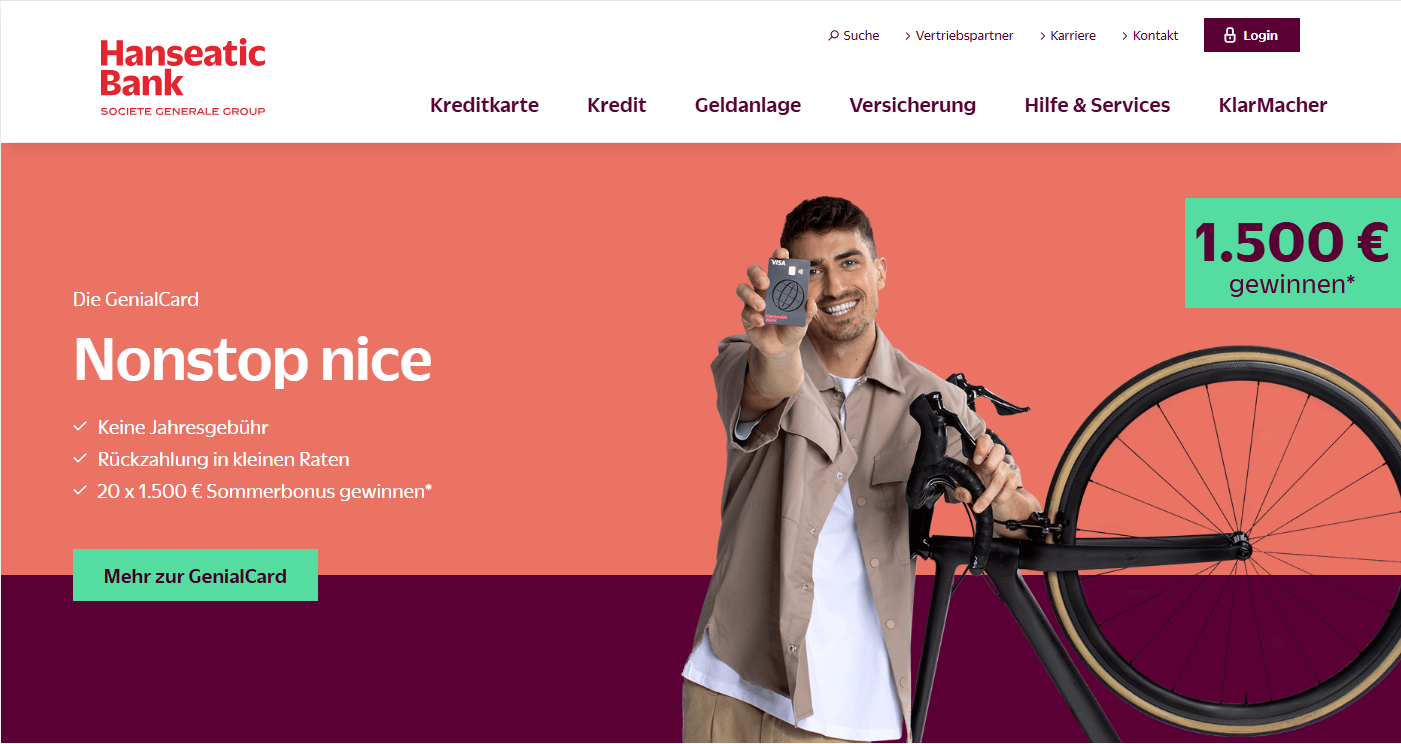 Hanseatic
Bank
SOCIETE GENERALE GROUP
Suche
Vertriebspartner
Karriere
Kontakt
Login
Kreditkarte
Kredit
Geldanlage
Versicherung
Hilfe & Services
KlarMacher
1.500 €
gewinnen*
VISA
Hanseatic
Bank
Die GenialCard
Nonstop nice
Keine Jahresgebühr
Rückzahlung in kleinen Raten
20 x 1.500 € Sommerbonus gewinnen*
Mehr zur GenialCard